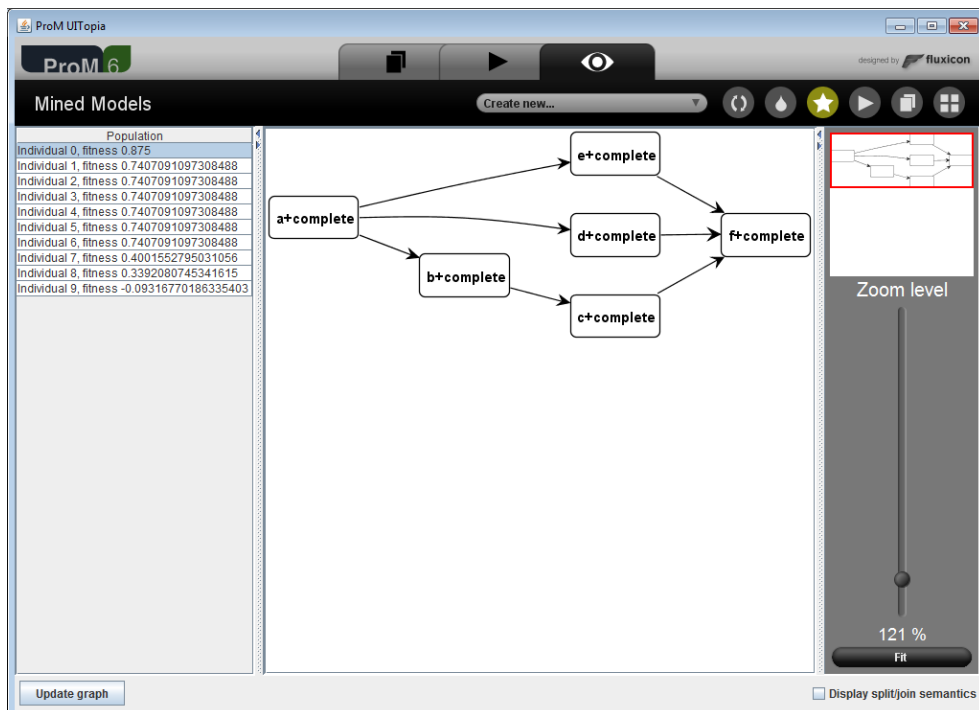 ProM UITopia
ProM 6
designed by fluxicon
Mined Models
Create new...
Population
Individual 0, fitness 0.875
Individual 1, fitness 0.7407091097308488
Individual 2, fitness 0.7407091097308488
Individual 3, fitness 0.7407091097308488
Individual 4, fitness 0.7407091097308488
Individual 5, fitness 0.7407091097308488
Individual 6, fitness 0.7407091097308488
Individual 7, fitness 0.4001552795031056
Individual 8, fitness 0.3392080745341615
Individual 9, fitness -0.09316770186335403
e+complete
a+complete
d+complete
f+complete
b+complete
c+complete
Zoom level
121 %
Fit
Update graph
Display split/join semantics